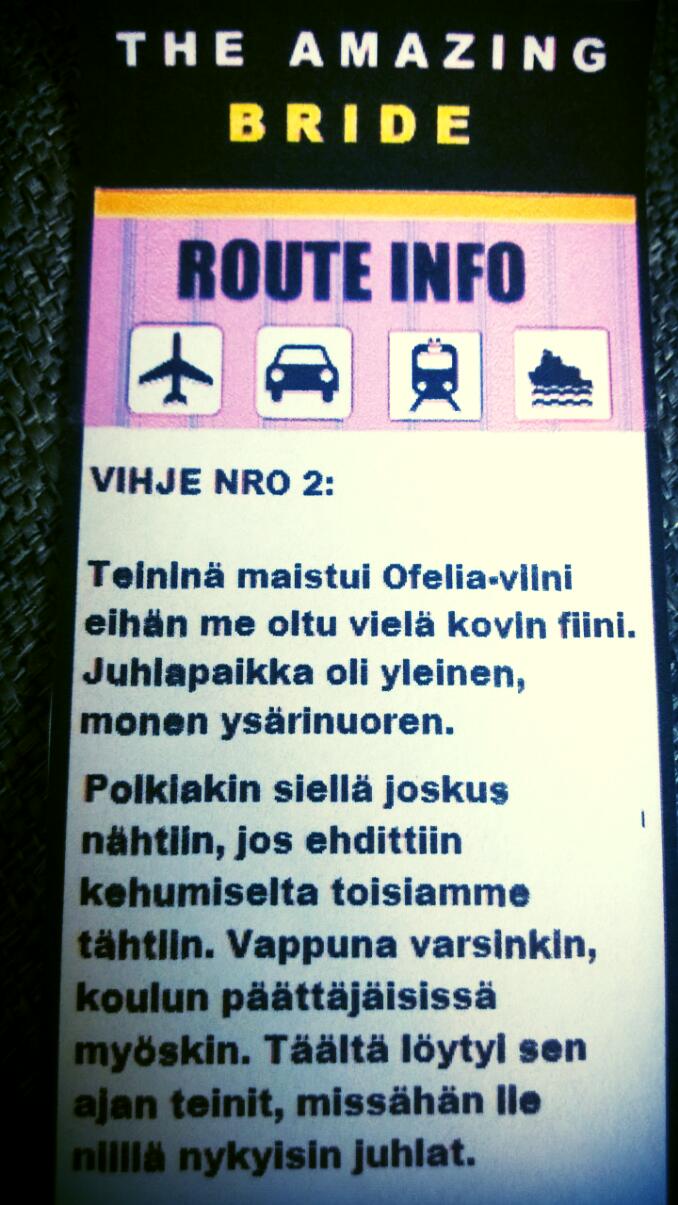 THE AMAZING
BRIDE
ROUTE INFO
VIHJE NRO 2:
Teininä maistui Ofelia-viini
eihän me oltu vielä kovin fiini.
Juhlapaikka oli yleinen,
monen ysärinuoren.
Polkiakin siellä joskus
nähtiin, jos ehdittiin
kehumiselta toisiamme
tähtiin. Vappuna varsinkin,
koulun päättäjäisissä
myöskin. Täältä löytyi sen
ajan teinit, missähän lie
niillä nykyisin juhlat.